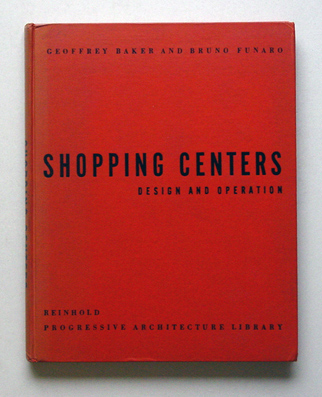 GEOFFREY BAKER AND BRUNO FUNARO
SHOPPING CENTERS
DESIGN AND OPERATION
REINHOLD
PROGRESSIVE ARCHITECTURE LIBRARY